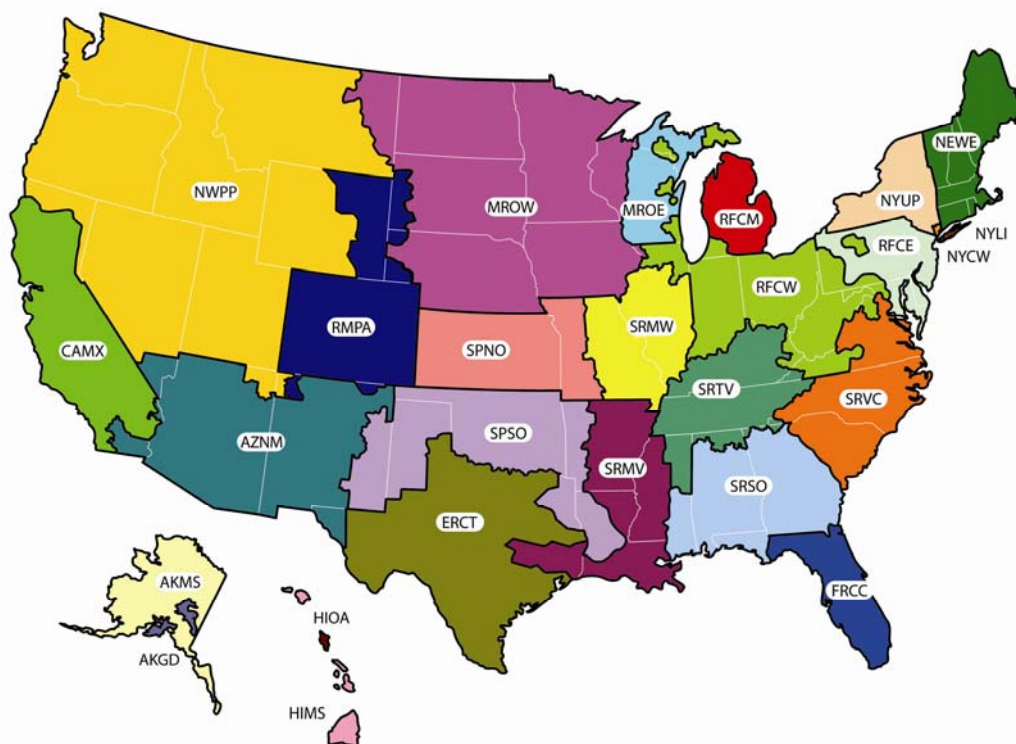 NEWE
NWPP
NYUP
MROW
MROE
RFCM
NYLI
RFCE
NYCW
RFCW
RMPA
SRMW
CAMX
SPNO
SRTV
SRVC
AZNM
SPSO
SRMV
SRSO
ERCT
AKMS
FRCC
HIOA
AKGD
HIMS